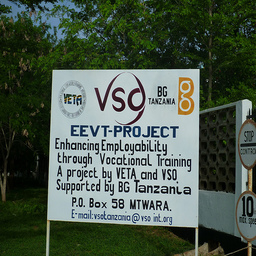 VETA
vso
BG
TANZANIA
EEVT-PROJECT
Enhancing Employability
through Vocational Training
A project by VETA and VSO
Supported by BG Tanzania
P.O. Box 58 MTWARA.
E-mail:vsotanzania@vso int.org
STOP
10